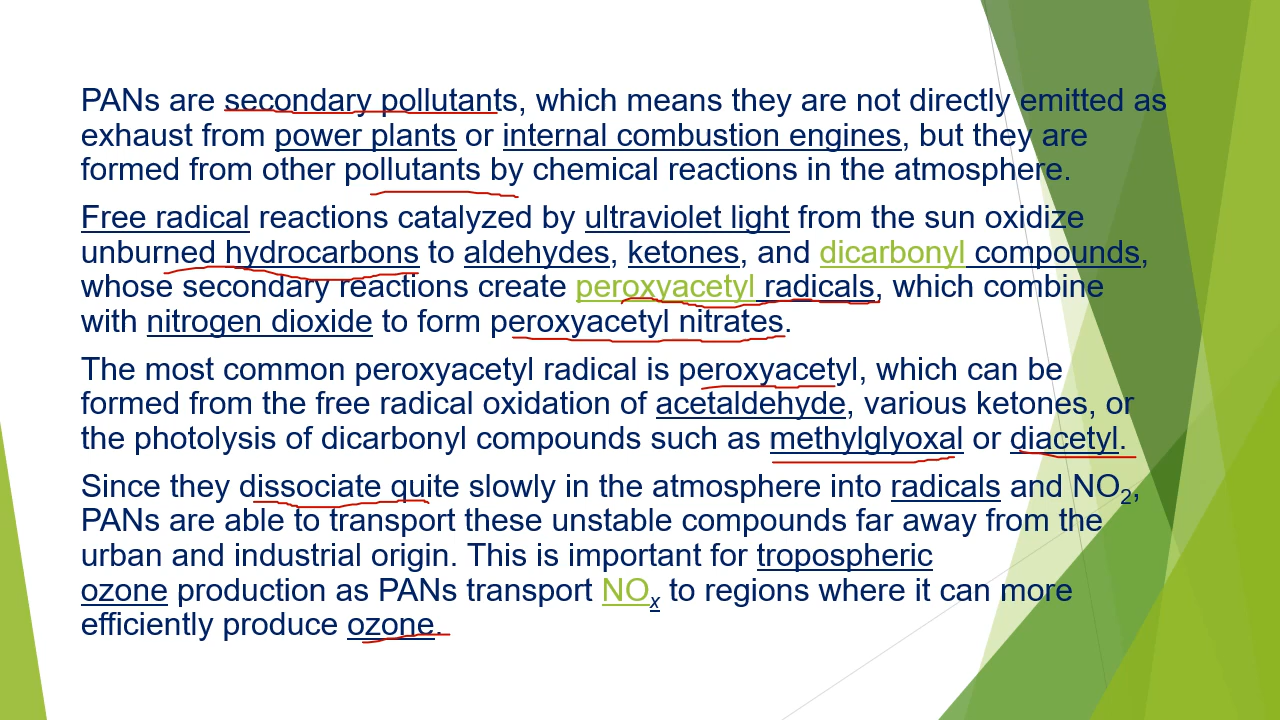 PANs are secondary pollutants, which means they are not directly emitted as
exhaust from power plants or internal combustion engines, but they are
formed from other pollutants by chemical reactions in the atmosphere.
Free radical reactions catalyzed by ultraviolet light from the sun oxidize
unburned hydrocarbons to aldehydes, ketones, and dicarbonyl compounds,
whose secondary reactions create peroxyacetyl radicals, which combine
with nitrogen dioxide to form peroxyacetyl nitrates.
The most common peroxyacetyl radical is peroxyacetyl, which can be
formed from the free radical oxidation of acetaldehyde, various ketones, or
the photolysis of dicarbonyl compounds such as methylglyoxal or diacetyl.
Since they dissociate quite slowly in the atmosphere into radicals and NO₂,
PANs are able to transport these unstable compounds far away from the
urban and industrial origin. This is important for tropospheric
ozone production as PANs transport NOₓ to regions where it can more
efficiently produce ozone.